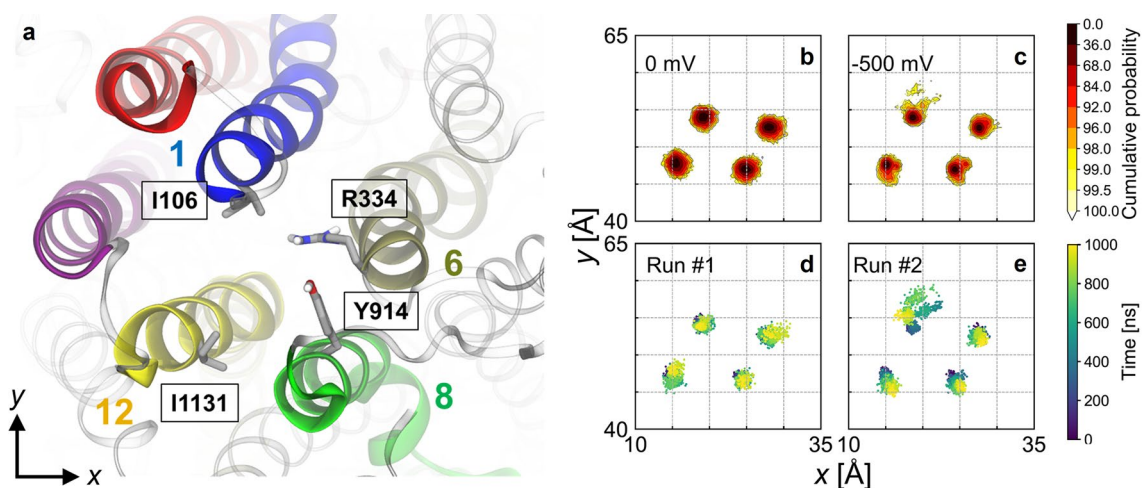 a
1
I106
R334
6
Y914
12
I1131
8
y
x
65
0 mV
b
-500 mV
c
40
y [Å]
65
Run #1
d
Run #2
e
40
10
35
10
35
x [Å]
0.0
36.0
68.0
84.0
92.0
96.0
98.0
99.0
99.5
100.0
Cumulative probability
1000
800
600
400
200
0
Time [ns]